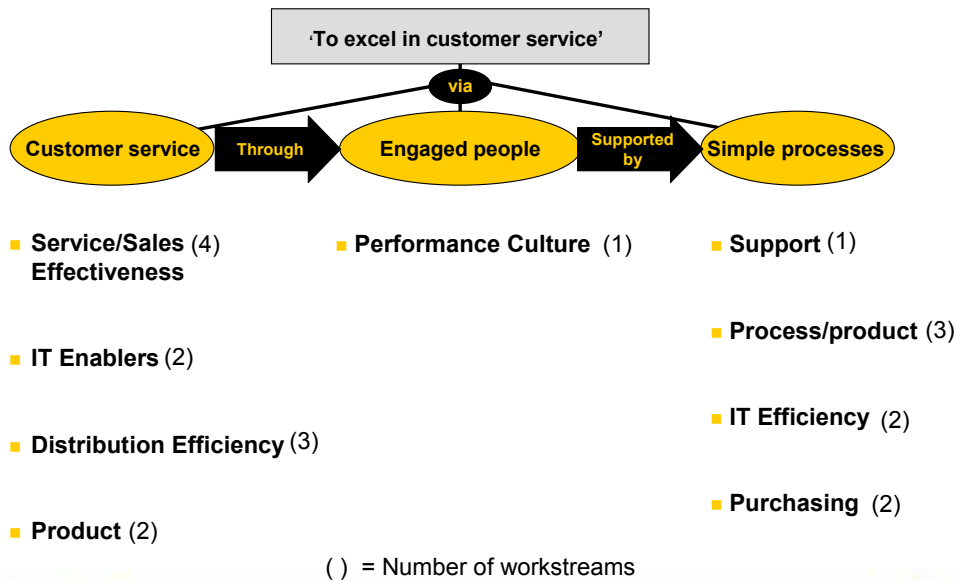 ‘To excel in customer service’
via
Customer service
Through
Engaged people
Supported
by
Simple processes
Service/Sales (4)
Effectiveness
IT Enablers (2)
Distribution Efficiency (3)
Product (2)
Performance Culture (1)
Support (1)
Process/product (3)
IT Efficiency (2)
Purchasing (2)
( ) = Number of workstreams